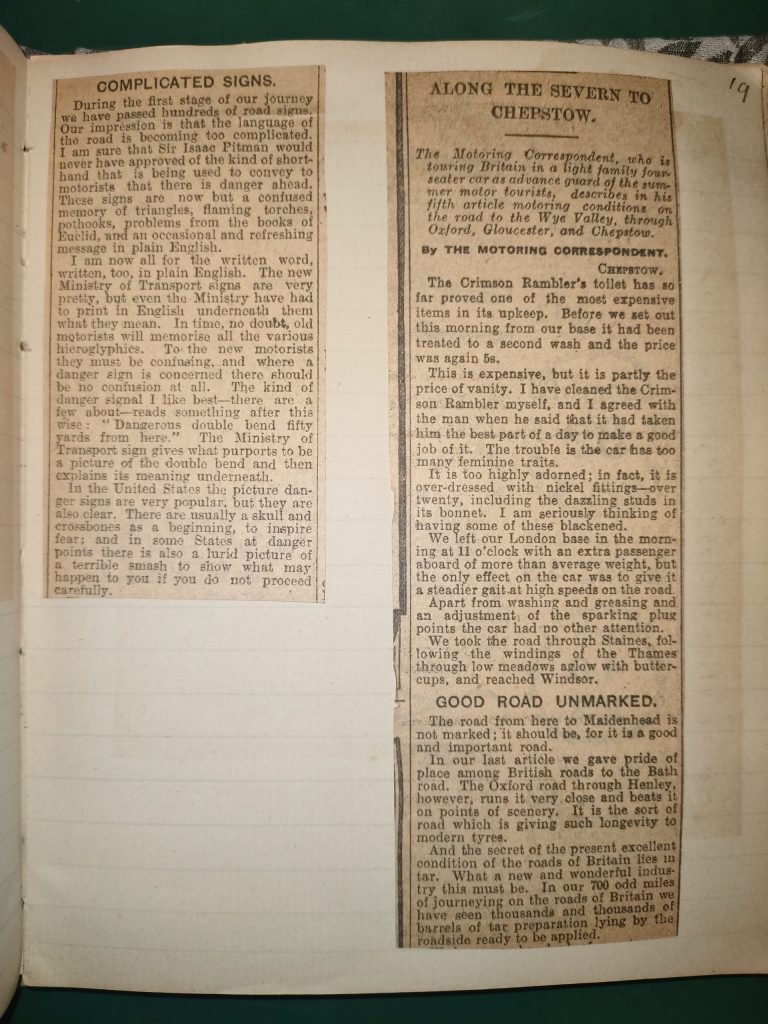 COMPLICATED SIGNS.
During the first stage of our journey
we have passed hundreds of road signs.
Our impression is that the language of
the road is becoming too complicated.
I am sure that Sir Isaac Pitman would
never have approved of the kind of short-
hand that is being used to convey to
motorists that there is danger ahead.
These signs are now but a confused
memory of triangles, flaming torches,
pothooks, problems from the books of
Euclid, and an occasional and refreshing
message in plain English.
I am now all for the written word,
written, too, in plain English. The new
Ministry of Transport signs are very
pretty, but even the Ministry have had
to print in English underneath them
what they mean. In time, no doubt, old
motorists will memorise all the various
hieroglyphics. To the new motorists
they must be confusing, and where a
danger sign is concerned there should
be no confusion at all. The kind of
danger signal I like best—there are a
few about—reads something after this
wise: "Dangerous double bend fifty
yards from here." The Ministry of
Transport sign gives what purports to be
a picture of the double bend and then
explains its meaning underneath.
In the United States the picture dan-
ger signs are very popular, but they are
also clear. There are usually a skull and
crossbones as a beginning, to inspire
fear; and in some States at danger
points there is also a lurid picture of
a terrible smash to show what may
happen to you if you do not proceed
carefully.
ALONG THE SEVERN TO
CHEPSTOW.
The Motoring Correspondent, who is
touring Britain in a light family four-
seater car as advance guard of the sum-
mer motor tourists, describes in his
fifth article motoring conditions on
the road to the Wye Valley, through
Oxford, Gloucester, and Chepstow.
By THE MOTORING CORRESPONDENT.
CHEPSTOW.
The Crimson Rambler's toilet has so
far proved one of the most expensive
items in its upkeep. Before we set out
this morning from our base it had been
treated to a second wash and the price
was again 5s.
This is expensive, but it is partly the
price of vanity. I have cleaned the Crim-
son Rambler myself, and I agreed with
the man when he said that it had taken
him the best part of a day to make a good
job of it. The trouble is the car has too
many feminine traits.
It is too highly adorned; in fact, it is
over-dressed with nickel fittings—over
twenty, including the dazzling studs in
its bonnet. I am seriously thinking of
having some of these blackened.
We left our London base in the morn-
ing at 11 o'clock with an extra passenger
aboard of more than average weight, but
the only effect on the car was to give it
a steadier gait at high speeds on the road.
Apart from washing and greasing and
an adjustment of the sparking plug
points the car had no other attention.
We took the road through Staines, fol-
lowing the windings of the Thames
through low meadows aglow with butter-
cups, and reached Windsor.
GOOD ROAD UNMARKED.
The road from here to Maidenhead is
not marked; it should be, for it is a good
and important road.
In our last article we gave pride of
place among British roads to the Bath
road. The Oxford road through Henley,
however, runs it very close and beats it
on points of scenery. It is the sort of
road which is giving such longevity to
modern tyres.
And the secret of the present excellent
condition of the roads of Britain lies in
tar. What a new and wonderful indus-
try this must be. In our 700 odd miles
of journeying on the roads of Britain we
have seen thousands and thousands of
barrels of tar preparation lying by the
roadside ready to be applied.
19